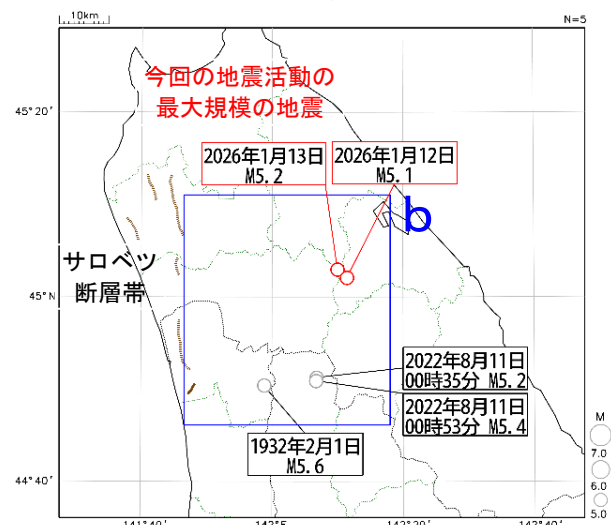 10km
N=5
45°20′
今回の地震活動の
最大規模の地震
2026年1月13日
M5.2
2026年1月12日
M5.1
b
サロベツ
断層帯
45°N
2022年8月11日
00時35分 M5.2
2022年8月11日
00時53分 M5.4
1932年2月1日
M5.6
M
7.0
6.0
5.0
44°40′